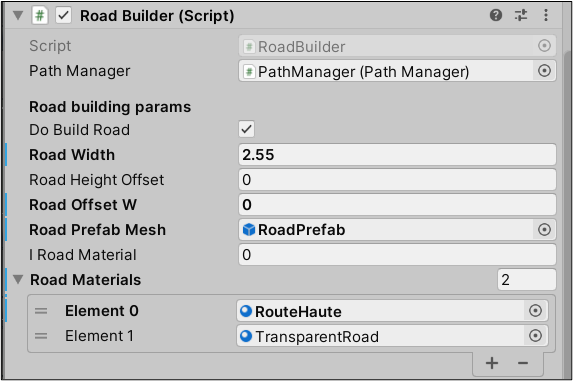 Road Builder (Script)
Script RoadBuilder
Path Manager PathManager (Path Manager)
Road building params
Do Build Road
Road Width 2.55
Road Height Offset 0
Road Offset W 0
Road Prefab Mesh RoadPrefab
I Road Material 0
Road Materials 2
Element 0 RouteHaute
Element 1 TransparentRoad